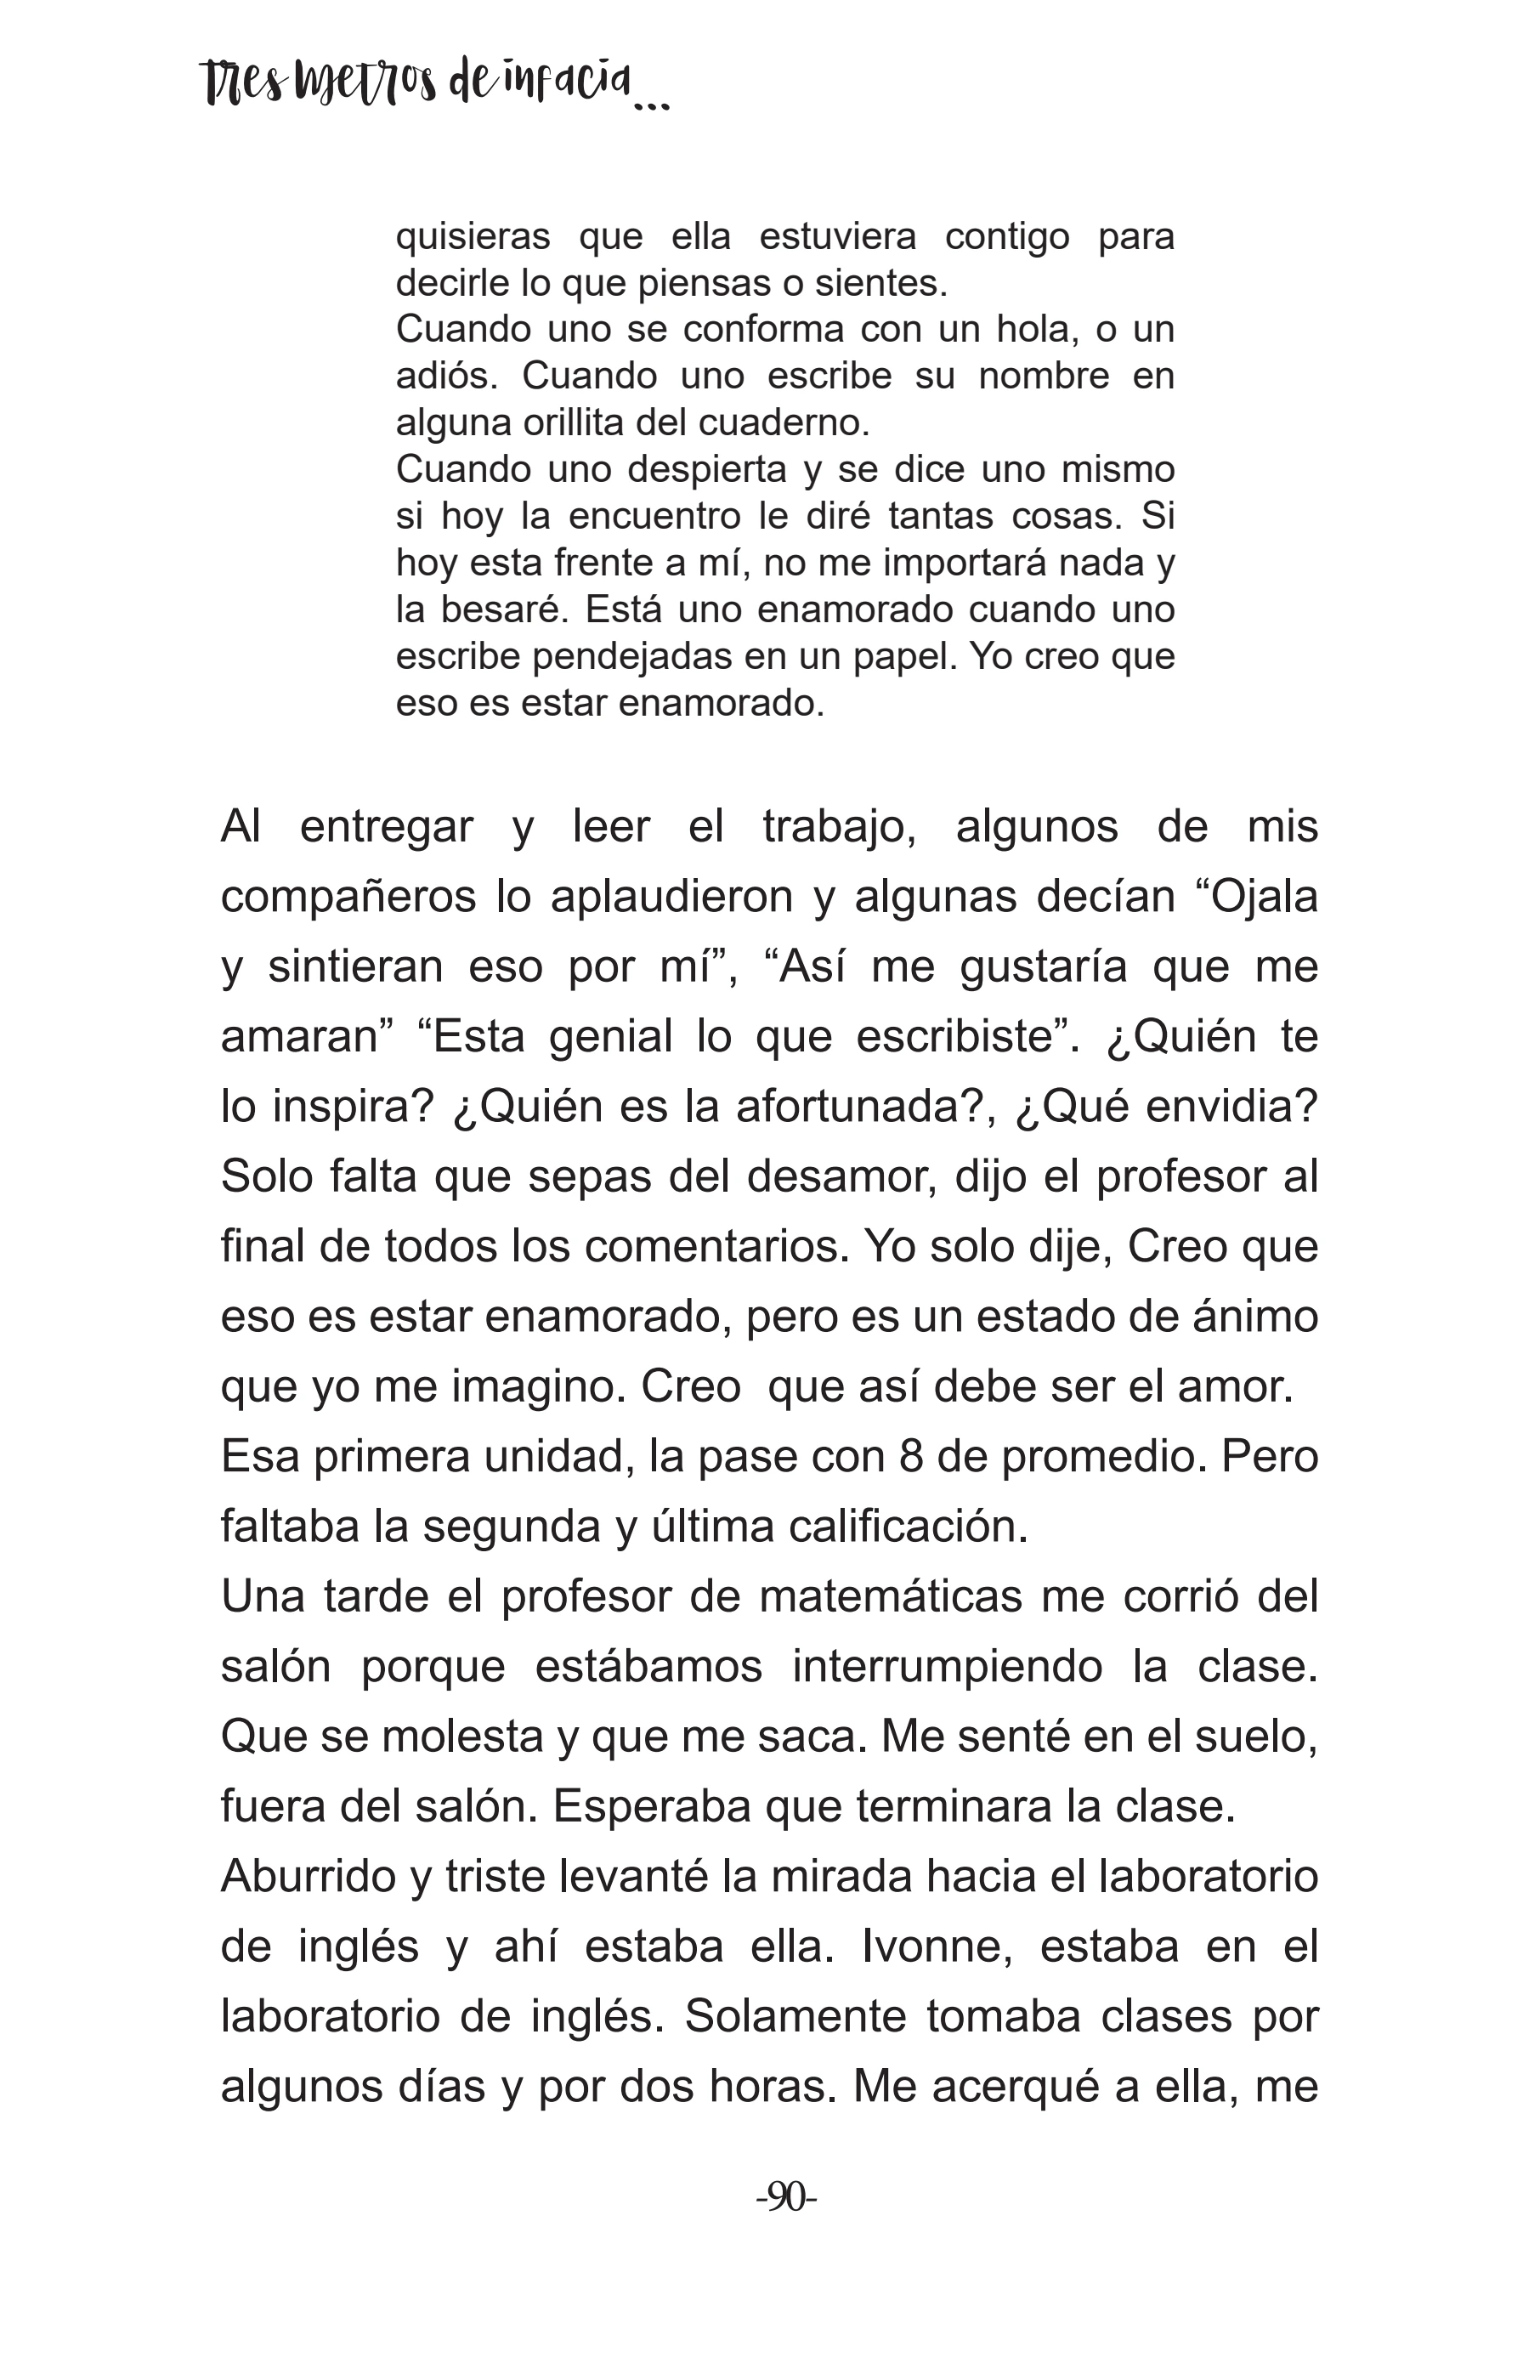 Tres metros de infacia...
quisieras que ella estuviera contigo para
decirle lo que piensas o sientes.
Cuando uno se conforma con un hola, o un
adiós. Cuando uno escribe su nombre en
alguna orillita del cuaderno.
Cuando uno despierta y se dice uno mismo
si hoy la encuentro le diré tantas cosas. Si
hoy esta frente a mí, no me importará nada y
la besaré. Está uno enamorado cuando uno
escribe pendejadas en un papel. Yo creo que
eso es estar enamorado.
Al entregar y leer el trabajo, algunos de mis
compañeros lo aplaudieron y algunas decían “Ojala
y sintieran eso por mí”, “Así me gustaría que me
amaran” “Esta genial lo que escribiste”. ¿Quién te
lo inspira? ¿Quién es la afortunada?, ¿Qué envidia?
Solo falta que sepas del desamor, dijo el profesor al
final de todos los comentarios. Yo solo dije, Creo que
eso es estar enamorado, pero es un estado de ánimo
que yo me imagino. Creo  que así debe ser el amor.
Esa primera unidad, la pase con 8 de promedio. Pero
faltaba la segunda y última calificación.
Una tarde el profesor de matemáticas me corrió del
salón porque estábamos interrumpiendo la clase.
Que se molesta y que me saca. Me senté en el suelo,
fuera del salón. Esperaba que terminara la clase.
Aburrido y triste levanté la mirada hacia el laboratorio
de inglés y ahí estaba ella. Ivonne, estaba en el
laboratorio de inglés. Solamente tomaba clases por
algunos días y por dos horas. Me acerqué a ella, me
-90-